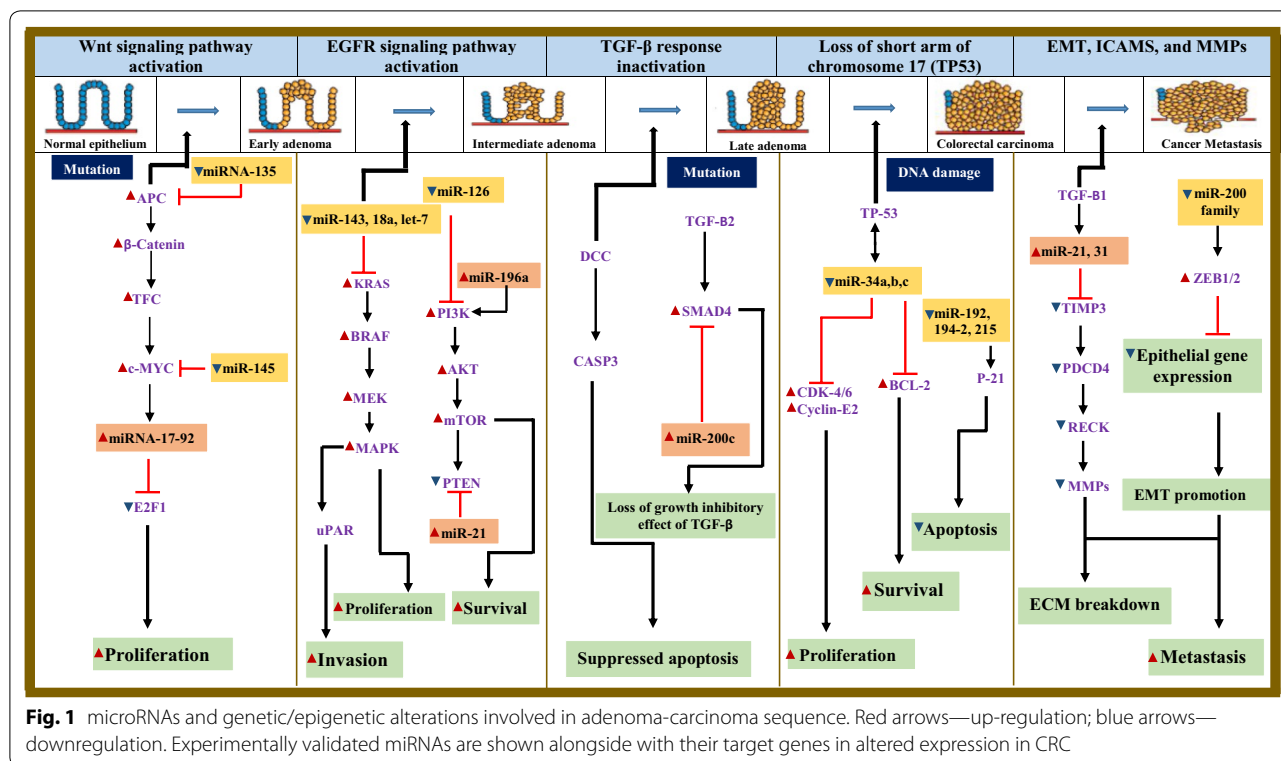 Wnt signaling pathway
activation
EGFR signaling pathway
activation
TGF-β response
inactivation
Loss of short arm of
chromosome 17 (TP53)
EMT, ICAMS, and MMPs
Normal epithelium
Early adenoma
Intermediate adenoma
Late adenoma
Colorectal carcinoma
Cancer Metastasis
Mutation
▼miRNA-135
▲APC
▲β-Catenin
▲TFC
▲c-MYC
▼miR-145
▲miRNA-17-92
▼E2F1
▲Proliferation
▼miR-126
▼miR-143, 18a, let-7
▲KRAS
▲miR-196a
▲PI3K
▲BRAF
▲AKT
▲MEK
▲mTOR
▲MAPK
▼PTEN
uPAR
▲miR-21
▲Proliferation
▲Survival
▲Invasion
Mutation
TGF-B2
DCC
▲SMAD4
CASP3
▲miR-200c
Loss of growth inhibitory
effect of TGF-β
Suppressed apoptosis
DNA damage
TP-53
▼miR-34a,b,c
▼miR-192,
194-2, 215
▲CDK-4/6
▲Cyclin-E2
▲BCL-2
P-21
▼Apoptosis
▲Survival
▲Proliferation
TGF-B1
▼miR-200
family
▲miR-21, 31
▲ZEB1/2
▼TIMP3
▼PDCD4
▼Epithelial gene
expression
▼RECK
▼MMPs
EMT promotion
ECM breakdown
▲Metastasis
Fig. 1 microRNAs and genetic/epigenetic alterations involved in adenoma-carcinoma sequence. Red arrows—up-regulation; blue arrows—
downregulation. Experimentally validated miRNAs are shown alongside with their target genes in altered expression in CRC